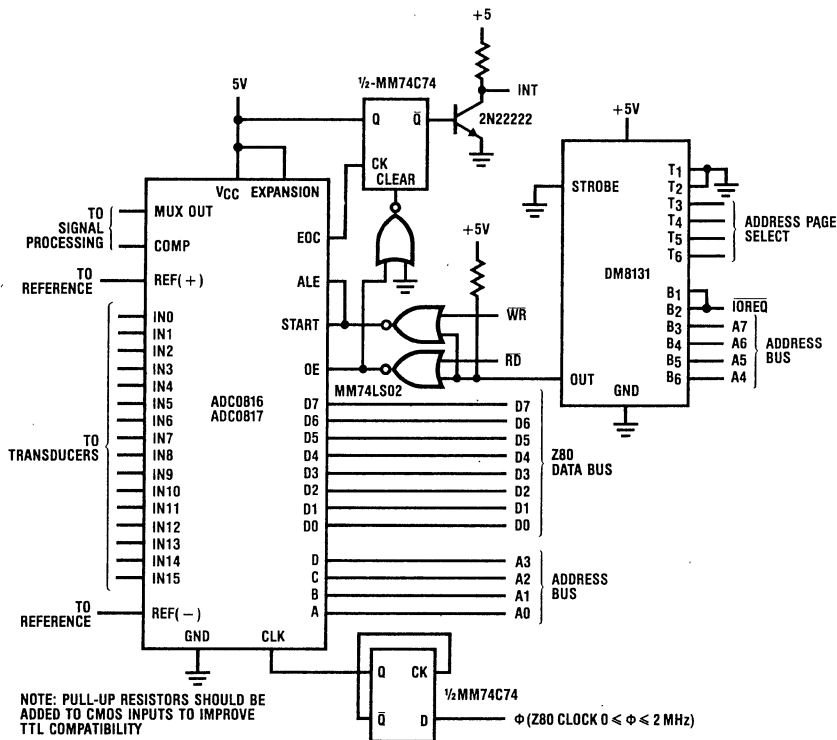 +5
INT
2N22222
½-MM74C74
Q
Q̅
CK
CLEAR
5V
VCC
EXPANSION
MUX OUT
COMP
TO
SIGNAL
PROCESSING
REF(+)
TO
REFERENCE
EOC
ALE
START
OE
+5V
W̅R̅
R̅D̅
MM74LS02
+5V
STROBE
DM8131
OUT
GND
T1
T2
T3
T4
T5
T6
ADDRESS PAGE
SELECT
B1
B2
B3
B4
B5
B6
I̅O̅R̅E̅Q̅
A7
A6
A5
A4
ADDRESS
BUS
IN0
IN1
IN2
IN3
IN4
IN5
IN6
IN7
IN8
IN9
IN10
IN11
IN12
IN13
IN14
IN15
TO
TRANSDUCERS
ADC0816
ADC0817
D7
D6
D5
D4
D3
D2
D1
D0
D7
D6
D5
D4
D3
D2
D1
D0
Z80
DATA BUS
D
C
B
A
A3
A2
A1
A0
ADDRESS
BUS
TO
REFERENCE
REF(−)
GND
CLK
Q
CK
Q̅
D
½MM74C74
Φ(Z80 CLOCK 0 ⩽ Φ ⩽ 2 MHz)
NOTE: PULL-UP RESISTORS SHOULD BE
ADDED TO CMOS INPUTS TO IMPROVE
TTL COMPATIBILITY